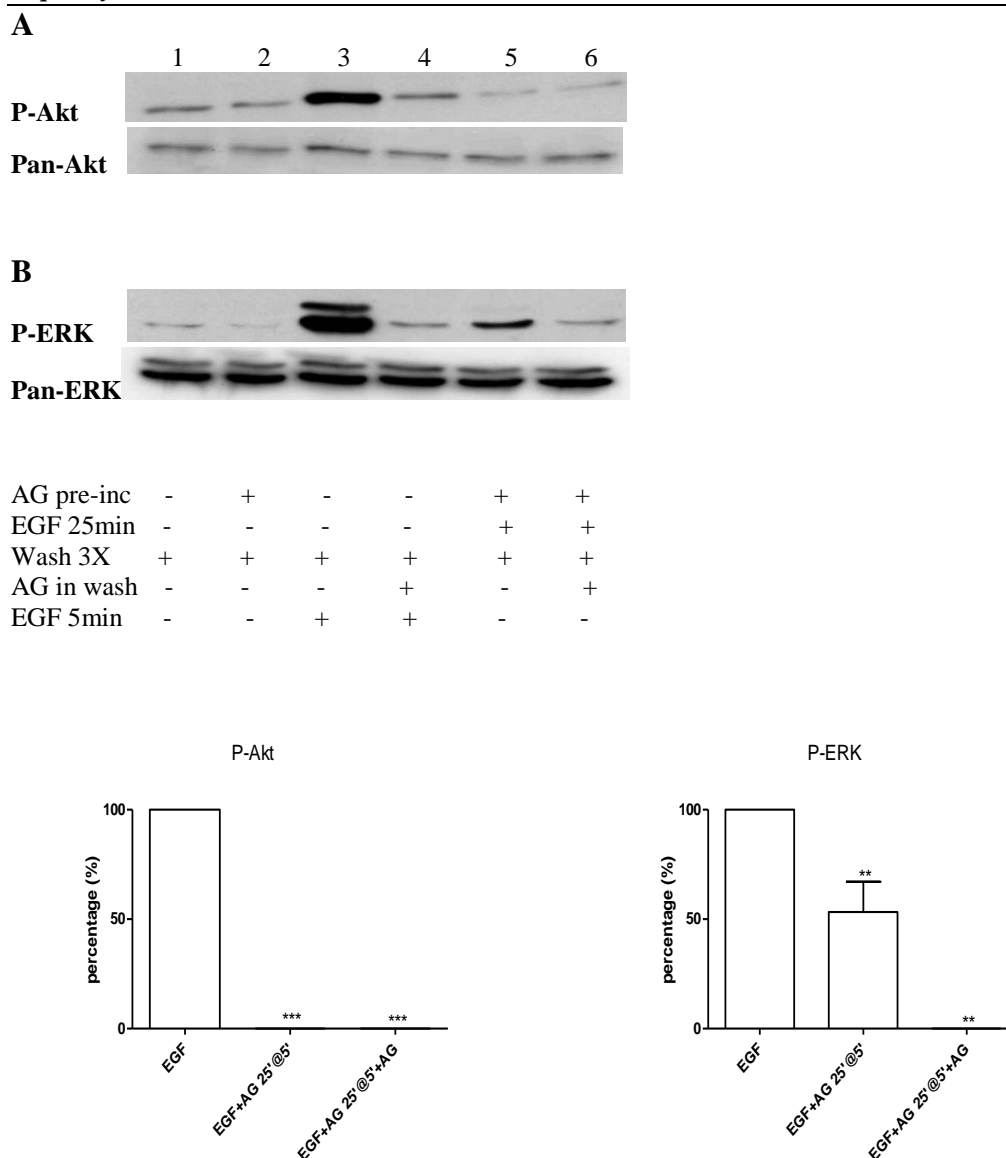 A
1 2 3 4 5 6
P-Akt
Pan-Akt
B
P-ERK
Pan-ERK
AG pre-inc - + - - + +
EGF 25min - - - - + +
Wash 3X + + + + + +
AG in wash - - - + - +
EGF 5min - - + + - -
P-Akt
percentage (%)
100
50
0
***
***
EGF
EGF+AG 25'@5'
EGF+AG 25'@5'+AG
P-ERK
percentage (%)
100
50
0
**
**
EGF
EGF+AG 25'@5'
EGF+AG 25'@5'+AG